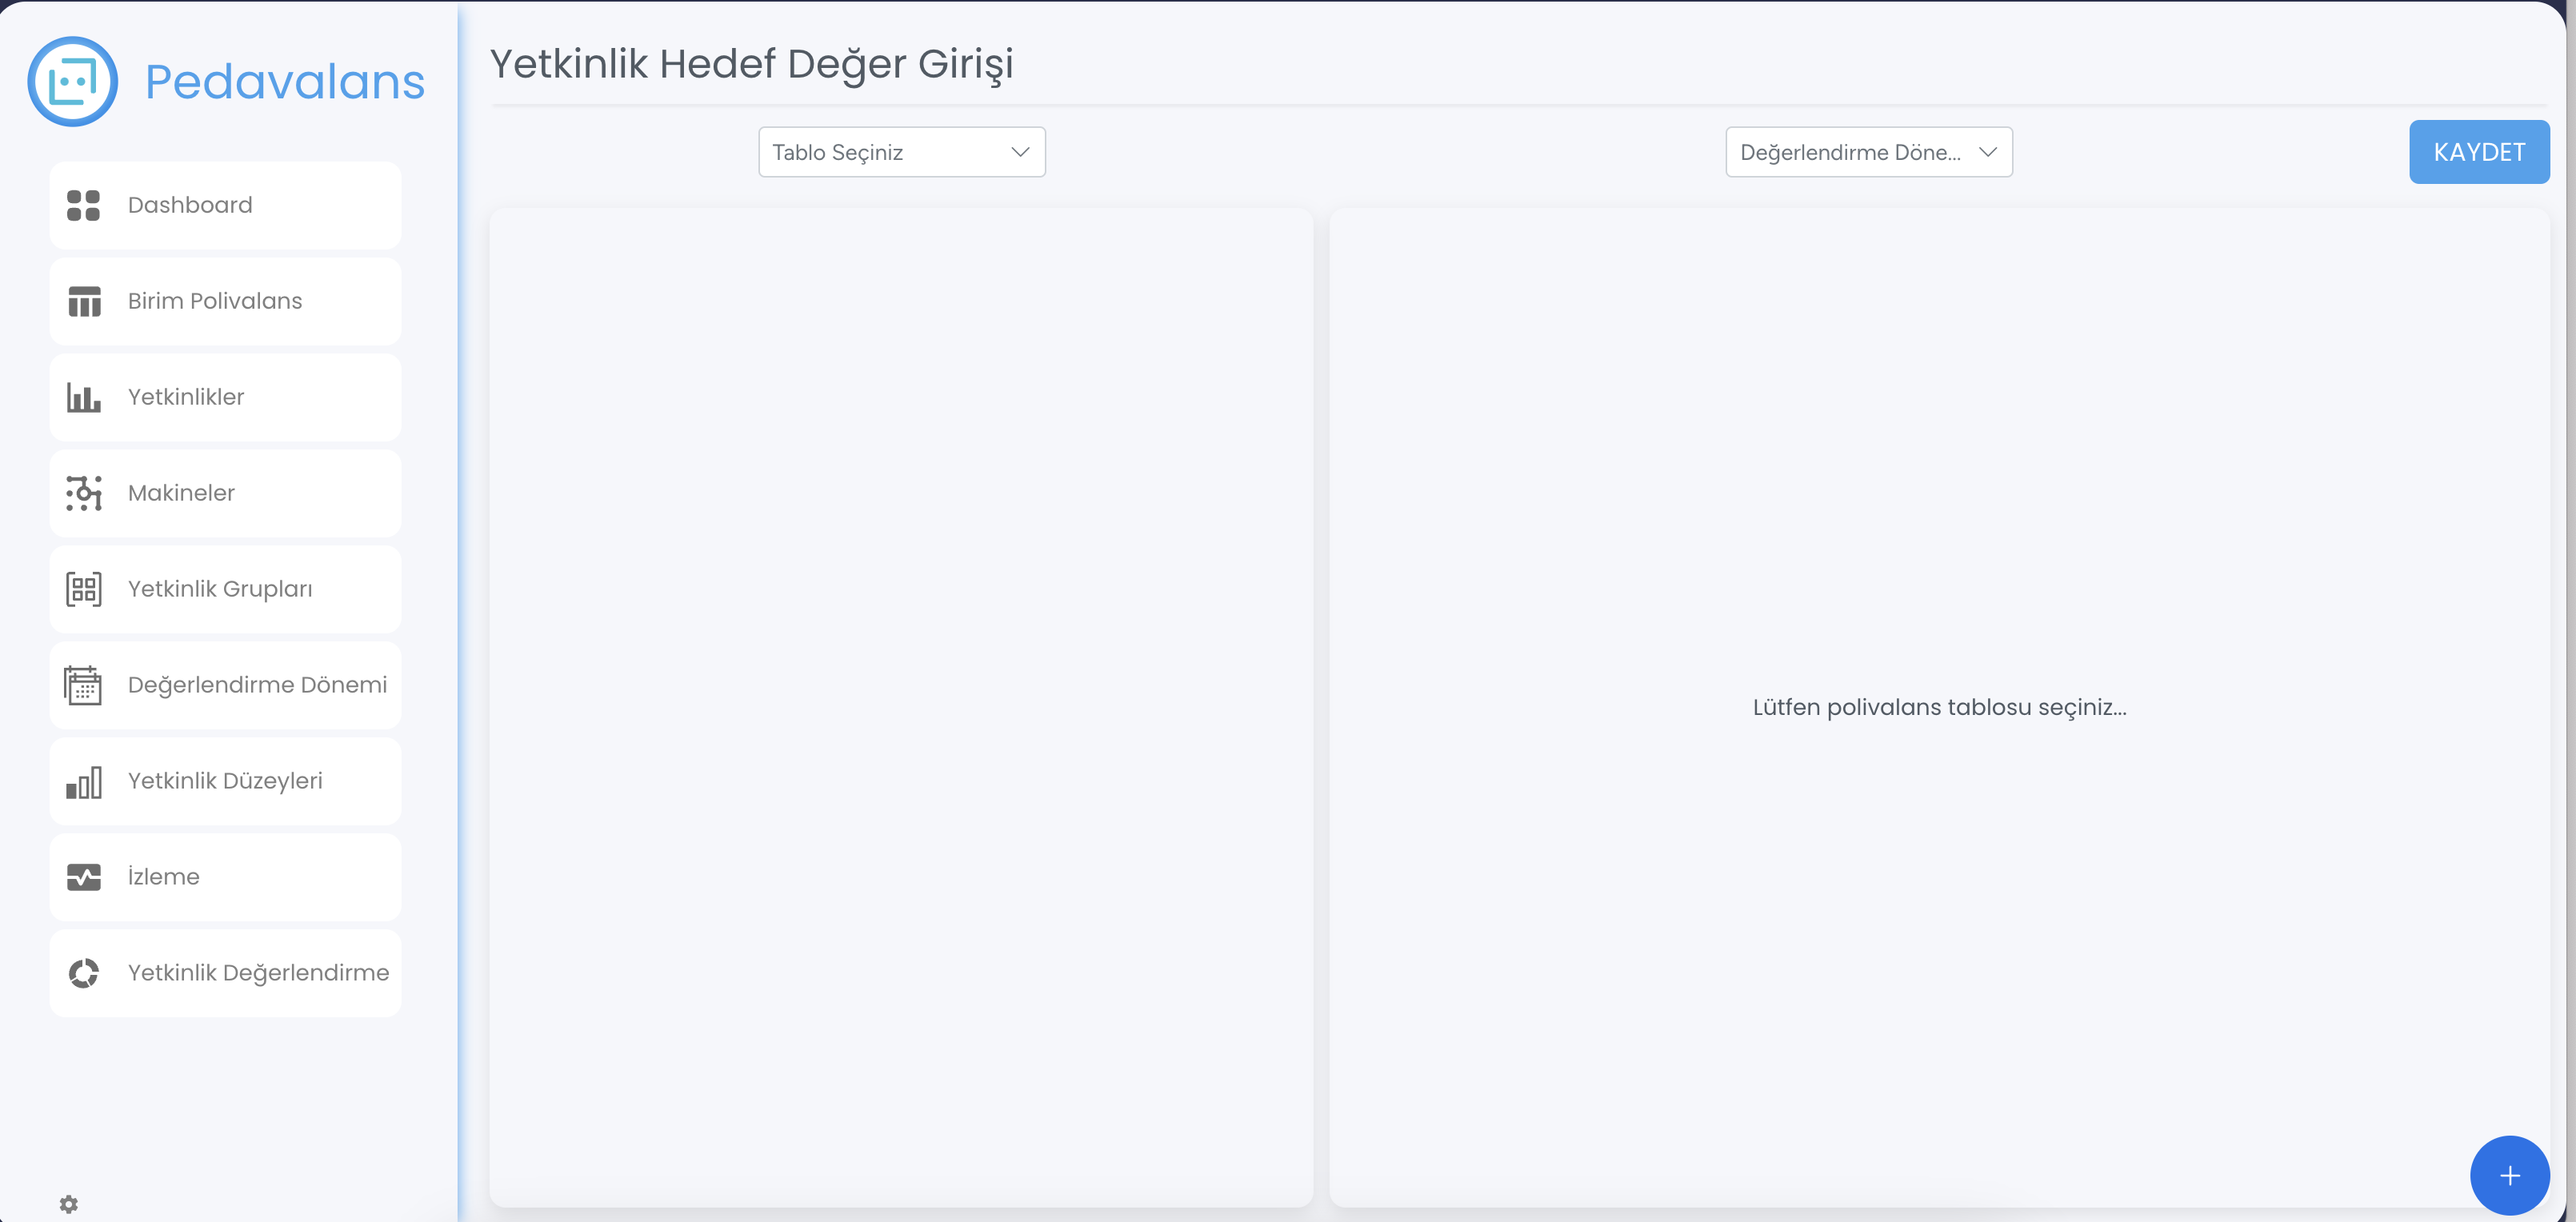 Pedavalans
Dashboard
Birim Polivalans
Yetkinlikler
Makineler
Yetkinlik Grupları
Değerlendirme Dönemi
Yetkinlik Düzeyleri
İzleme
Yetkinlik Değerlendirme
Yetkinlik Hedef Değer Girişi
Tablo Seçiniz
Değerlendirme Döne...
KAYDET
Lütfen polivalans tablosu seçiniz...